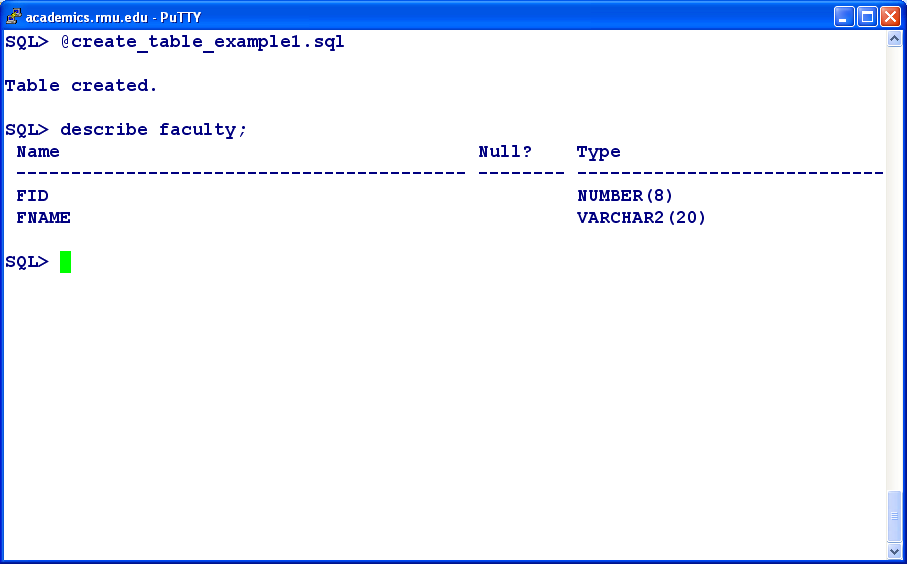 academics.rmu.edu - PuTTY
SQL> @create_table_example1.sql
Table created.
SQL> describe faculty;
Name Null? Type
----------------------------------------- -------- ----------------------------
FID NUMBER(8)
FNAME VARCHAR2(20)
SQL>